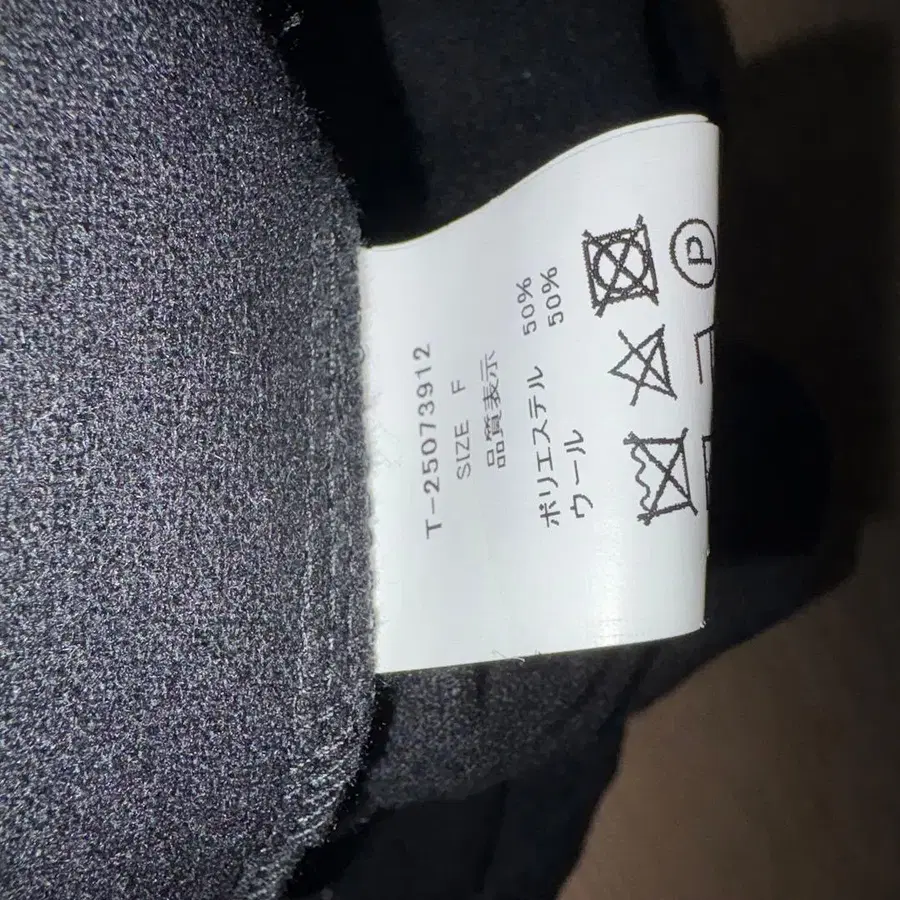 T-25073912
SIZE F
品質表示
ポリエステル 50%
ウール 50%
P